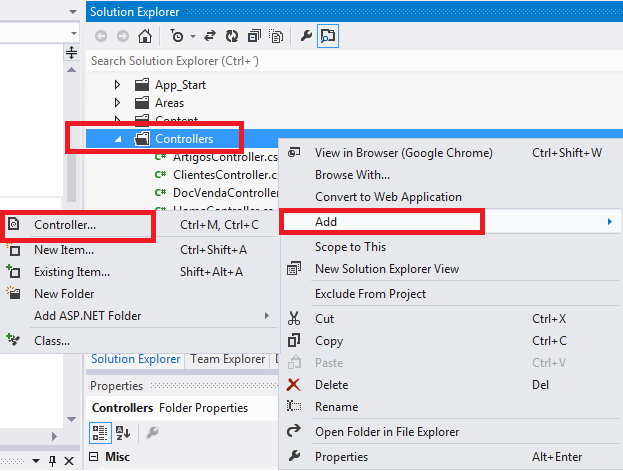 Solution Explorer
Search Solution Explorer (Ctrl+´)
App_Start
Areas
Content
Controllers
ArtigosController.cs
ClientesController.cs
DocVendaController.
HomeController.cs
View in Browser (Google Chrome) Ctrl+Shift+W
Browse With...
Convert to Web Application
Add
Scope to This
New Solution Explorer View
Exclude From Project
Cut Ctrl+X
Copy Ctrl+C
Paste Ctrl+V
Delete Del
Rename
Open Folder in File Explorer
Properties Alt+Enter
Controller... Ctrl+M, Ctrl+C
New Item... Ctrl+Shift+A
Existing Item... Shift+Alt+A
New Folder
Add ASP.NET Folder
Class...
Solution Explorer Team Explorer
Properties
Controllers Folder Properties
Misc